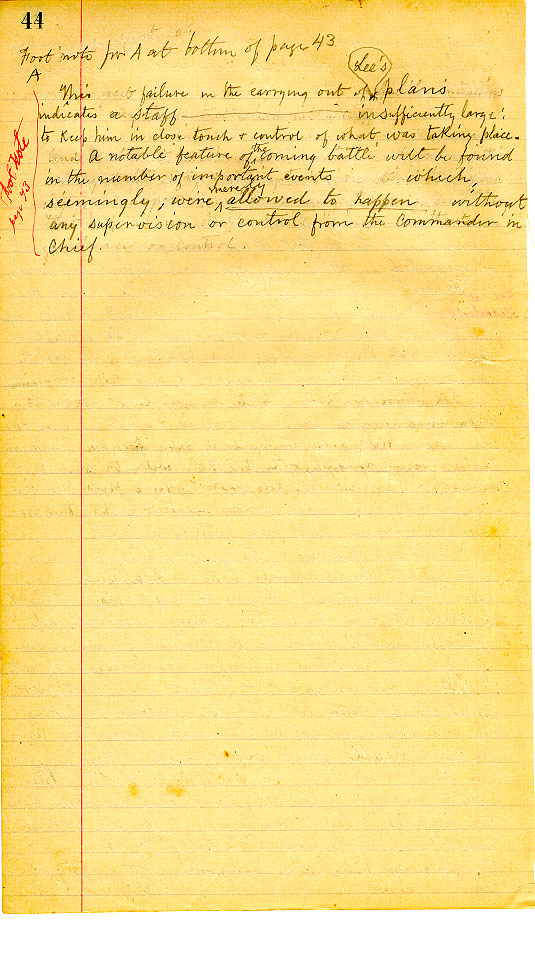 44
Foot note for A at bottom of page 43
A
Lee's
This failure in the carrying out of plans
indicates a staff insufficiently large:
to keep him in close touch & control of what was taking place.
A notable feature of the coming battle will be found
in the number of important events which,
seemingly, were merely allowed to happen without
any supervision or control from the Commander in
Chief.
Foot Note
page 43